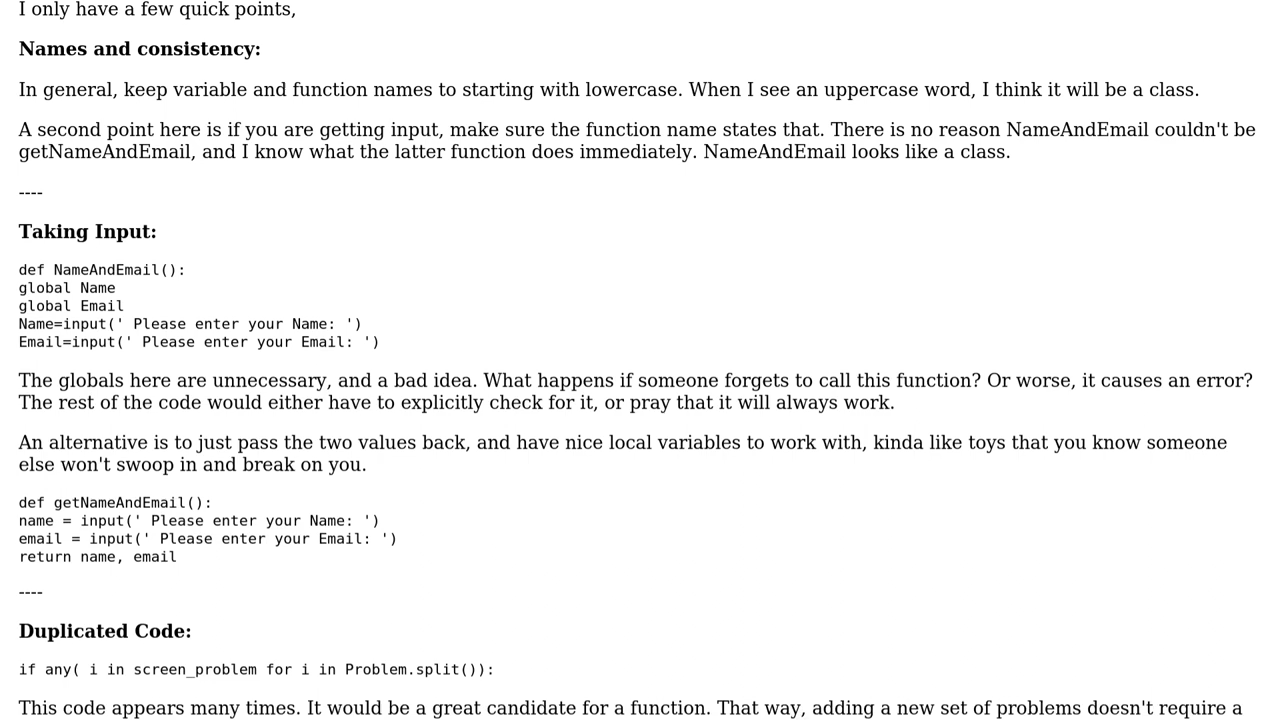 I only have a few quick points,
Names and consistency:
In general, keep variable and function names to starting with lowercase. When I see an uppercase word, I think it will be a class.
A second point here is if you are getting input, make sure the function name states that. There is no reason NameAndEmail couldn't be
getNameAndEmail, and I know what the latter function does immediately. NameAndEmail looks like a class.
----
Taking Input:
def NameAndEmail():
global Name
global Email
Name=input(' Please enter your Name: ')
Email=input(' Please enter your Email: ')
The globals here are unnecessary, and a bad idea. What happens if someone forgets to call this function? Or worse, it causes an error?
The rest of the code would either have to explicitly check for it, or pray that it will always work.
An alternative is to just pass the two values back, and have nice local variables to work with, kinda like toys that you know someone
else won't swoop in and break on you.
def getNameAndEmail():
name = input(' Please enter your Name: ')
email = input(' Please enter your Email: ')
return name, email
----
Duplicated Code:
if any( i in screen_problem for i in Problem.split()):
This code appears many times. It would be a great candidate for a function. That way, adding a new set of problems doesn't require a